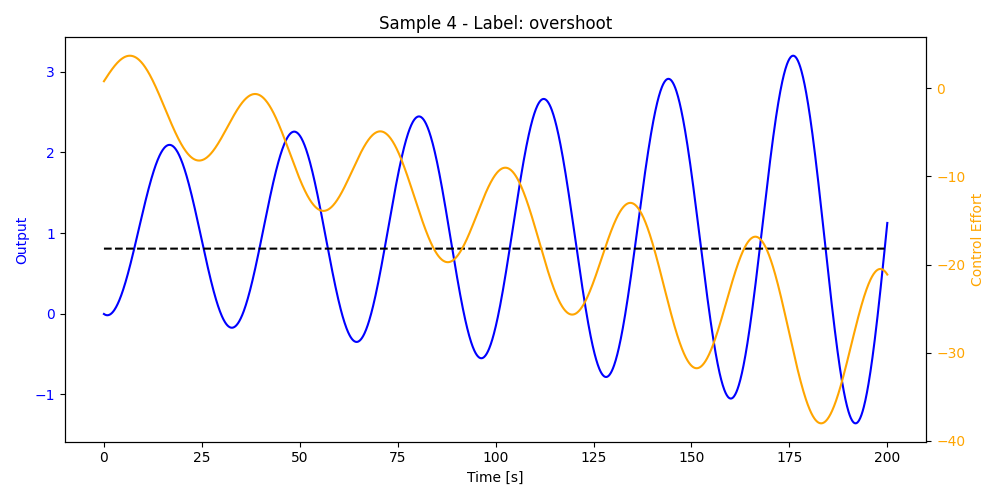 Sample 4 - Label: overshoot
Output
3
2
1
0
−1
0
−10
−20
−30
−40
Control Effort
0 25 50 75 100 125 150 175 200
Time [s]